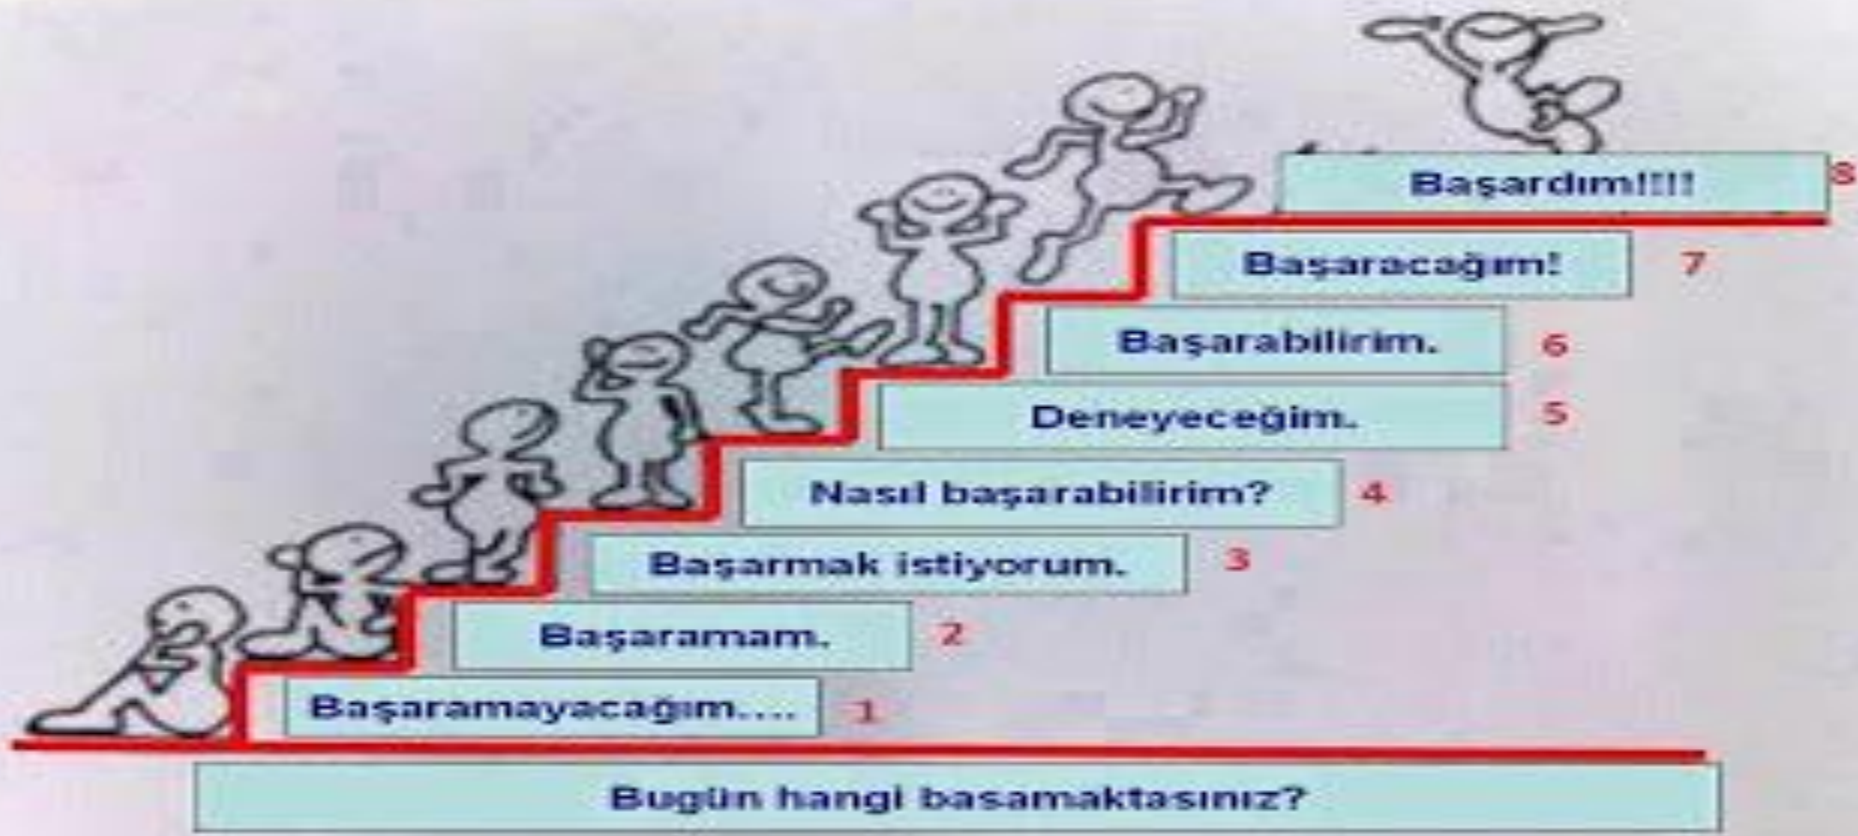 Başardım!!!! 8
Başaracağım! 7
Başarabilirim. 6
Deneyeceğim. 5
Nasıl başarabilirim? 4
Başarmak istiyorum. 3
Başaramam. 2
Başaramayacağım.... 1
Bugün hangi basamaktasınız?